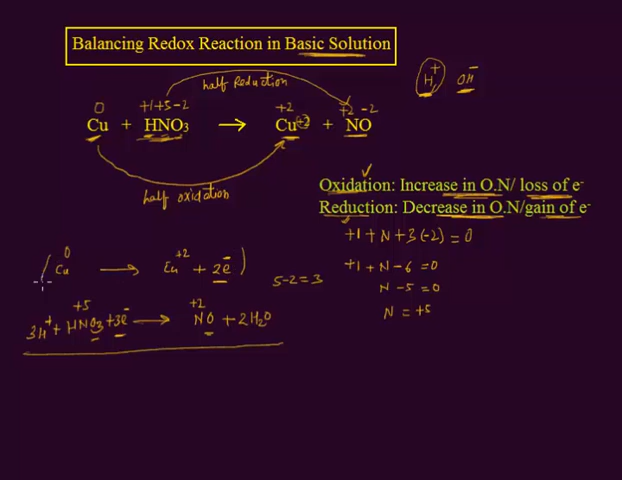 Balancing Redox Reaction in Basic Solution
H⁺ OH⁻
half Reduction
0 +1+5-2 +2 +2 -2
Cu + HNO₃ → Cu⁺² + NO
half oxidation
Oxidation: Increase in O.N/ loss of e⁻
Reduction: Decrease in O.N/gain of e⁻
+1 + N + 3(-2) = 0
+1 + N - 6 = 0
N - 5 = 0
N = +5
0 +2
Cu → Cu + 2e⁻)
5-2=3
+5 +2
3H⁺ + HNO₃ + 3e⁻ → NO + 2H₂O